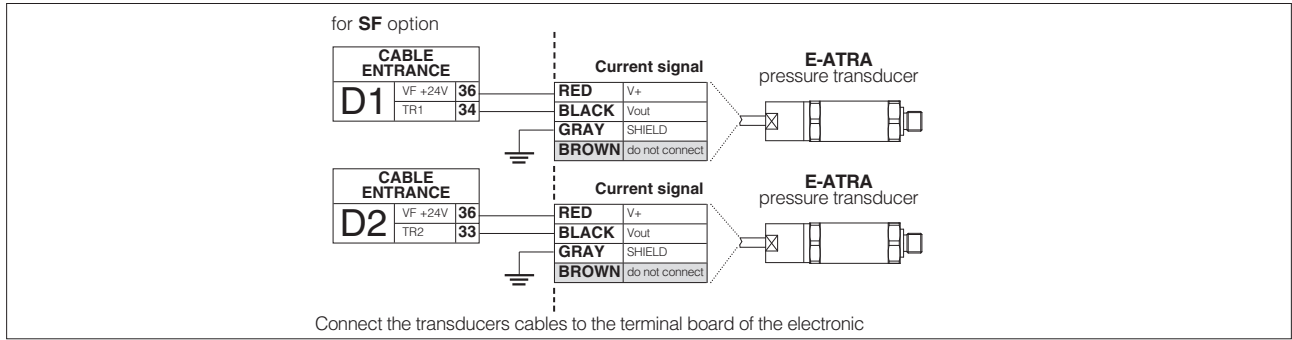 for SF option
CABLE ENTRANCE
D1
VF +24V 36
TR1 34
Current signal
RED V+
BLACK Vout
GRAY SHIELD
BROWN do not connect
E-ATRA
pressure transducer
CABLE ENTRANCE
D2
VF +24V 36
TR2 33
Current signal
RED V+
BLACK Vout
GRAY SHIELD
BROWN do not connect
E-ATRA
pressure transducer
Connect the transducers cables to the terminal board of the electronic